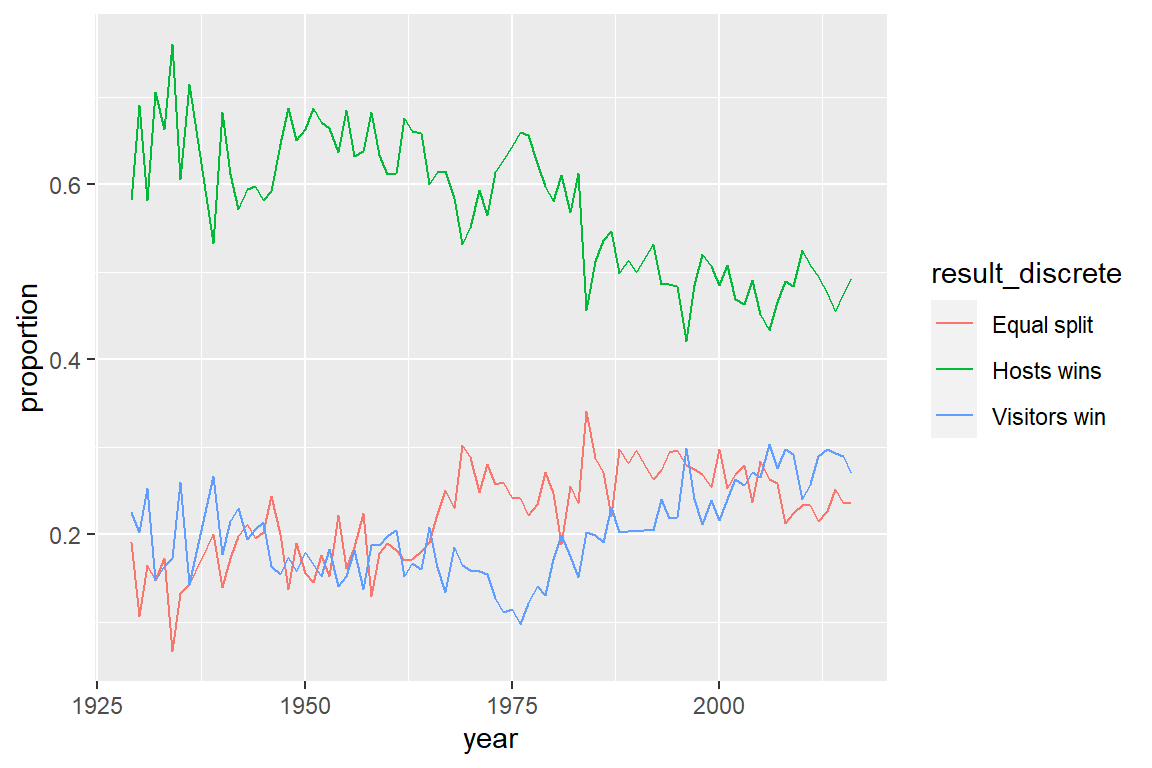 proportion
0.6
0.4
0.2
1925
1950
1975
2000
year
result_discrete
Equal split
Hosts wins
Visitors win